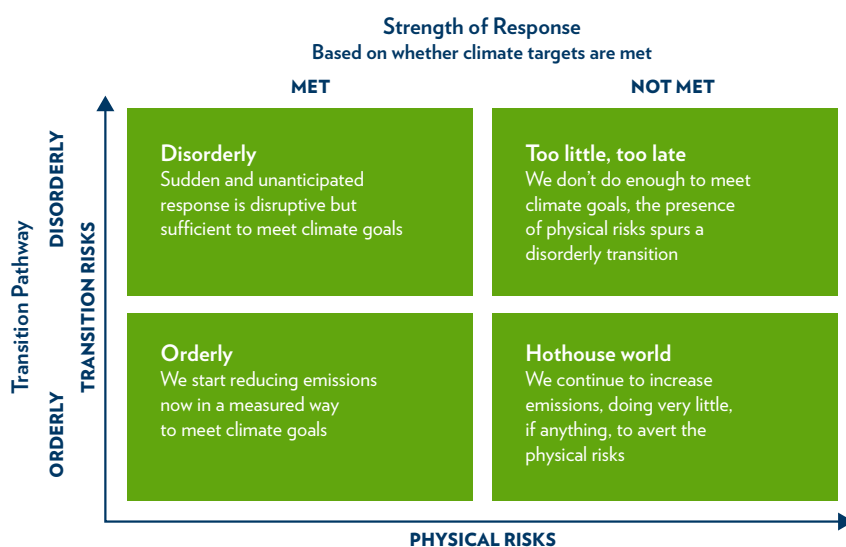 Strength of Response
Based on whether climate targets are met
MET
NOT MET
Transition Pathway
DISORDERLY
ORDERLY
TRANSITION RISKS
Disorderly
Sudden and unanticipated
response is disruptive but
sufficient to meet climate goals
Too little, too late
We don’t do enough to meet
climate goals, the presence
of physical risks spurs a
disorderly transition
Orderly
We start reducing emissions
now in a measured way
to meet climate goals
Hothouse world
We continue to increase
emissions, doing very little,
if anything, to avert the
physical risks
PHYSICAL RISKS